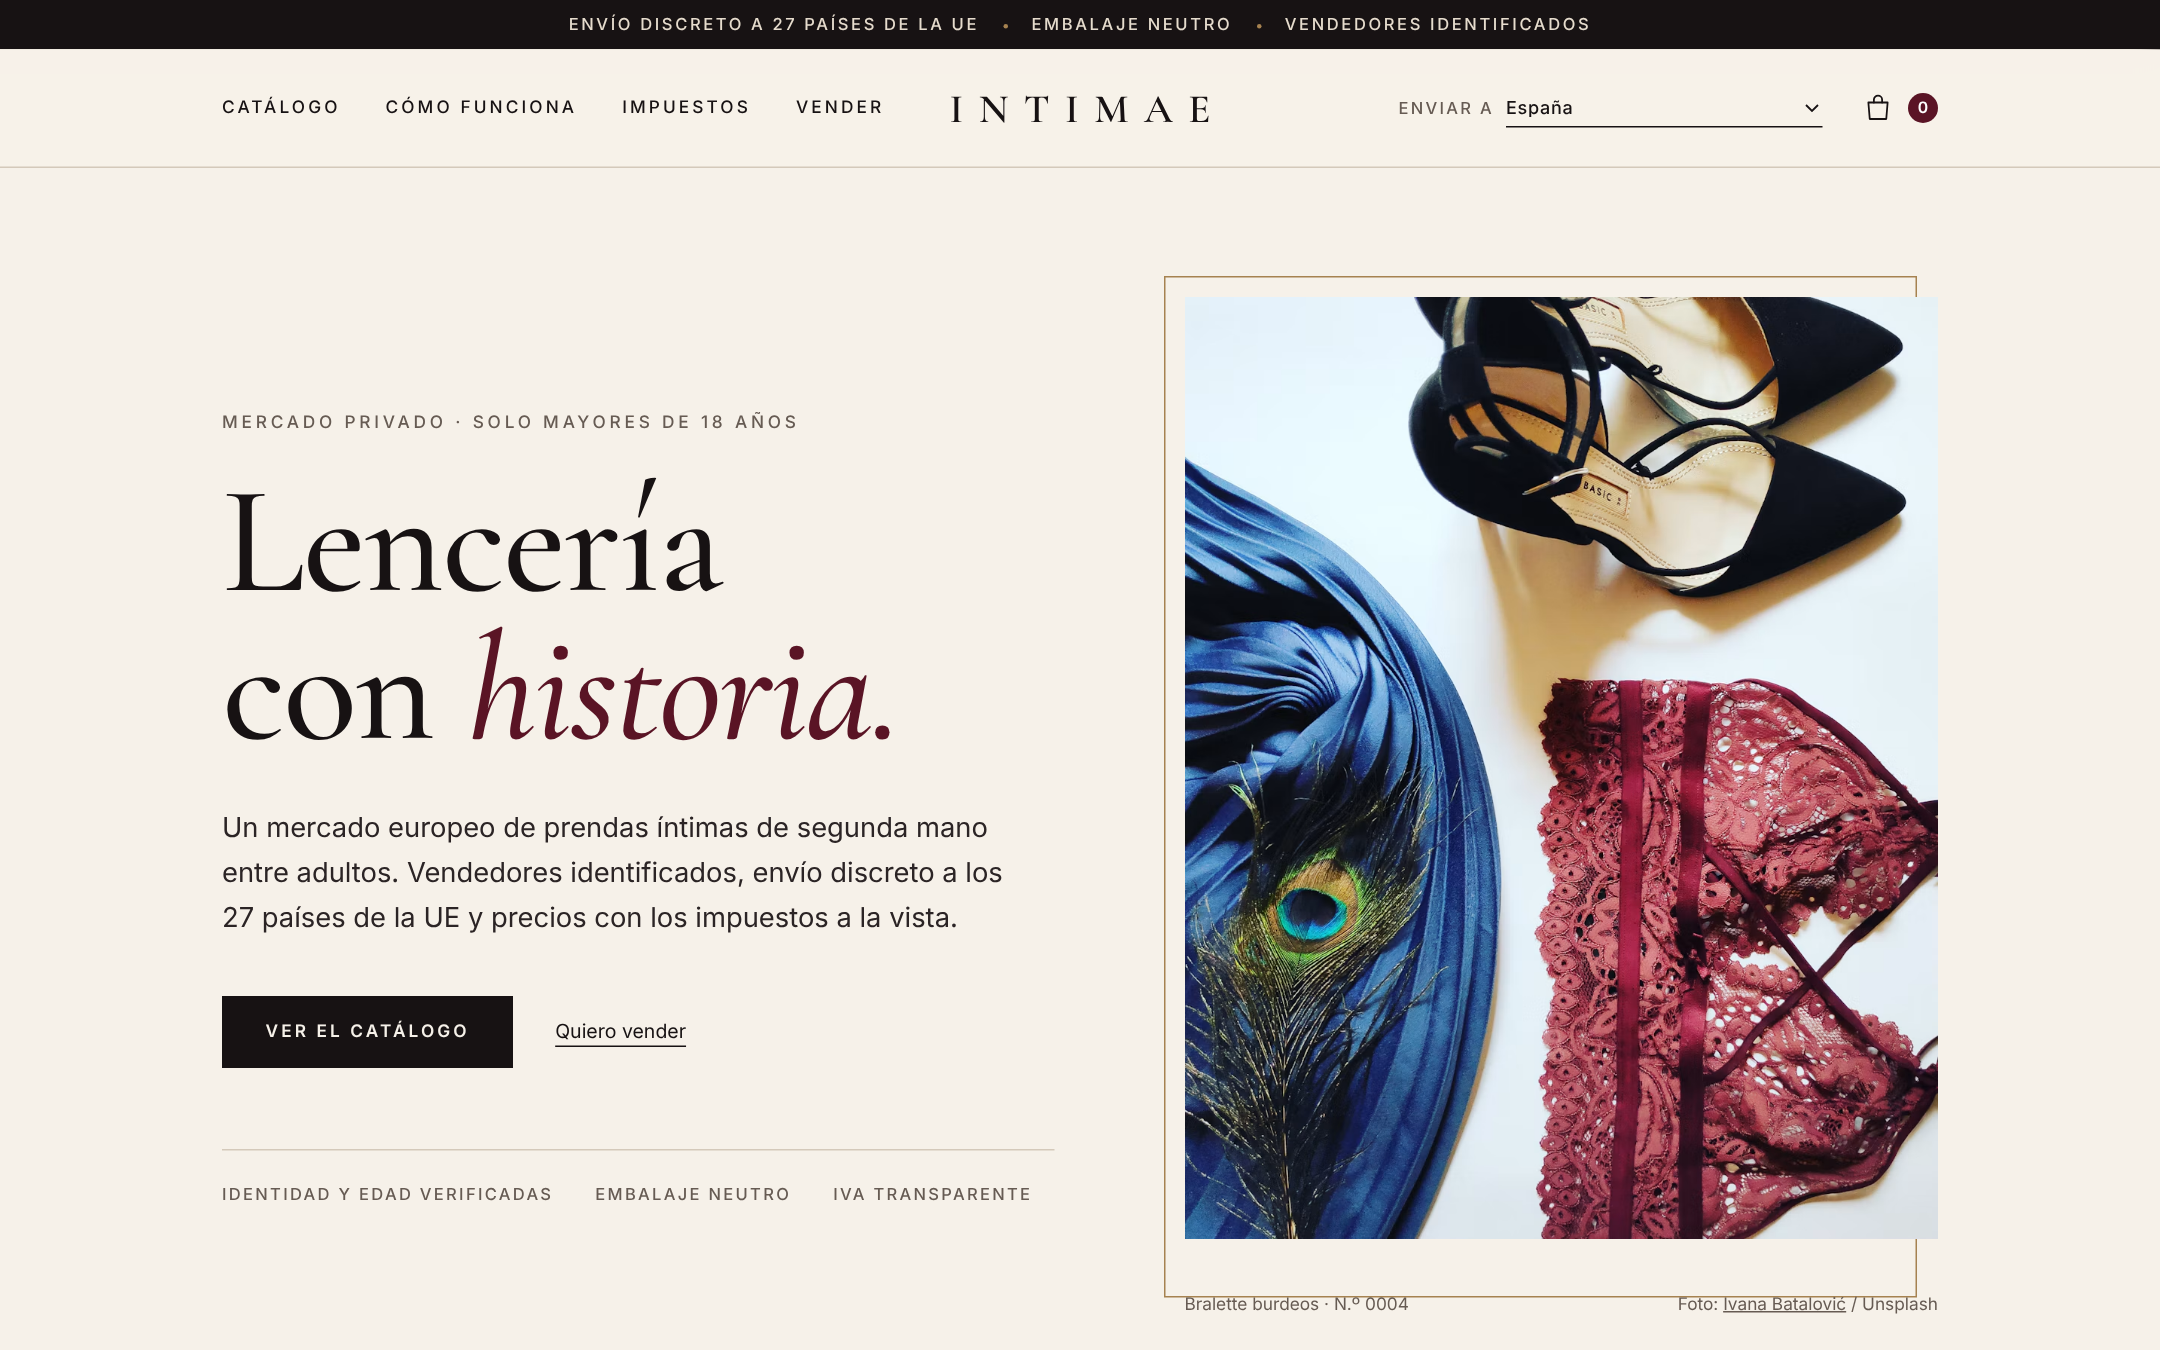 ENVÍO DISCRETO A 27 PAÍSES DE LA UE • EMBALAJE NEUTRO • VENDEDORES IDENTIFICADOS
CATÁLOGO CÓMO FUNCIONA IMPUESTOS VENDER INTIMAE ENVIAR A España 0
MERCADO PRIVADO · SOLO MAYORES DE 18 AÑOS
Lencería
con historia.
Un mercado europeo de prendas íntimas de segunda mano
entre adultos. Vendedores identificados, envío discreto a los
27 países de la UE y precios con los impuestos a la vista.
VER EL CATÁLOGO Quiero vender
IDENTIDAD Y EDAD VERIFICADAS EMBALAJE NEUTRO IVA TRANSPARENTE
BASIC
BASIC
Bralette burdeos · N.º 0004 Foto: Ivana Batalović / Unsplash